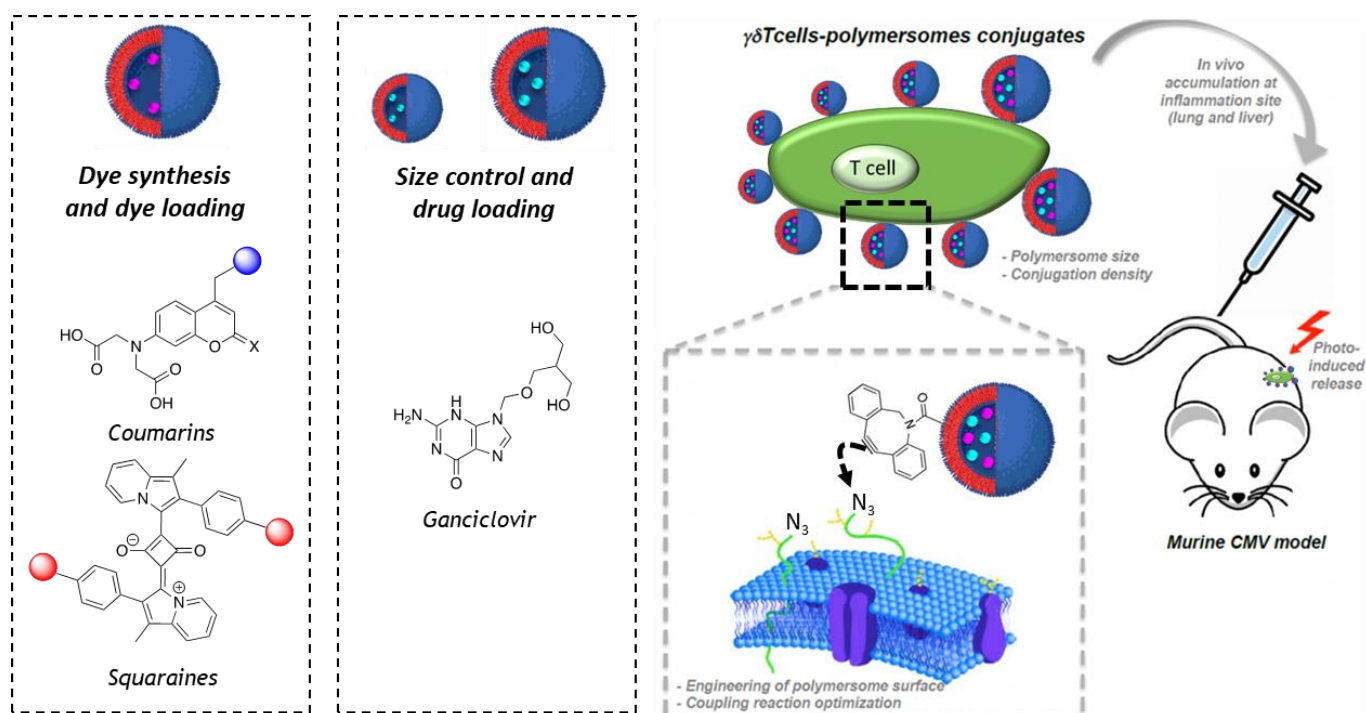 Dye synthesis
and dye loading
HO
O
N
O
X
O
OH
Coumarins
N
O
O
N
Squaraines
Size control and
drug loading
HO
O
OH
H
H₂N
N
N
N
N
O
Ganciclovir
γδTcells-polymersomes conjugates
T cell
- Polymersome size
- Conjugation density
In vivo
accumulation at
inflammation site
(lung and liver)
Photo-
induced
release
Murine CMV model
O
N
N₃
N₃
- Engineering of polymersome surface
- Coupling reaction optimization